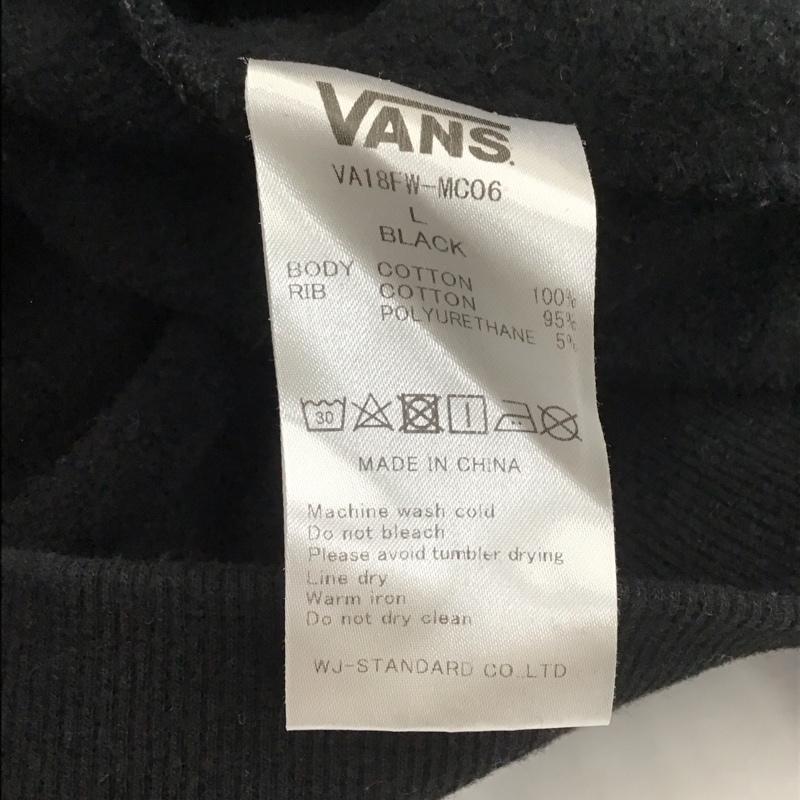 VANS
VA18FW-MC06
L
BLACK
BODY COTTON 100%
RIB COTTON 95%
POLYURETHANE 5%
30
MADE IN CHINA
Machine wash cold
Do not bleach
Please avoid tumbler drying
Line dry
Warm iron
Do not dry clean
WJ-STANDARD CO.,LTD